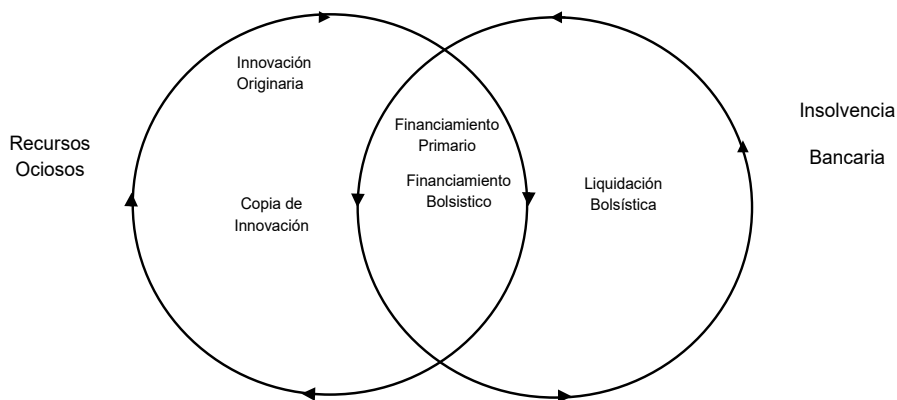 Innovación
Originaria
Recursos
Ociosos
Copia de
Innovación
Financiamiento
Primario
Financiamiento
Bolsistico
Liquidación
Bolsística
Insolvencia
Bancaria